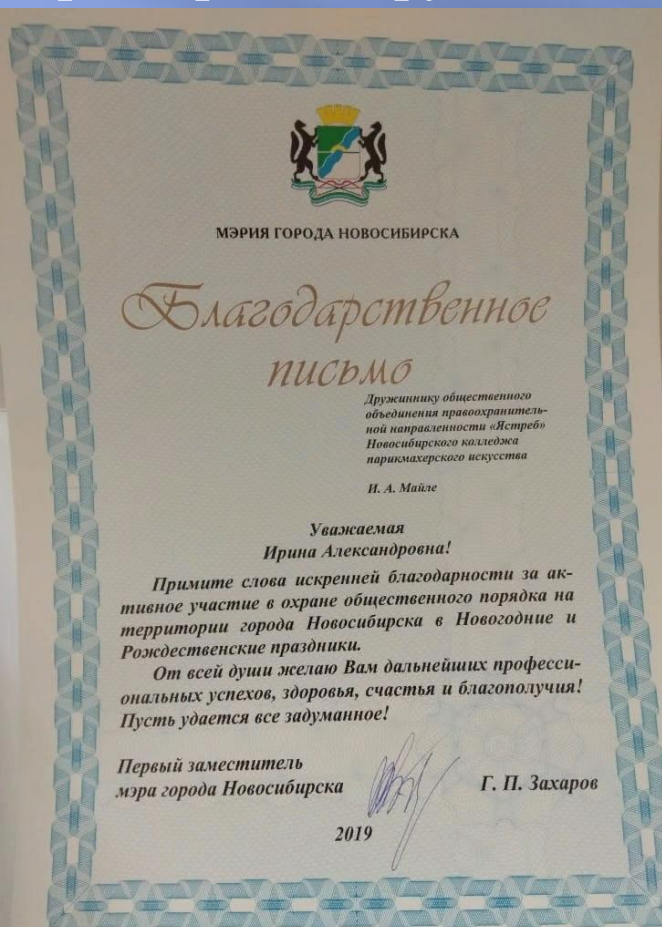 МЭРИЯ ГОРОДА НОВОСИБИРСКА
Благодарственное
письмо
Дружиннику общественного
объединения правоохранитель-
ной направленности «Ястреб»
Новосибирского колледжа
парикмахерского искусства
И. А. Майле
Уважаемая
Ирина Александровна!
Примите слова искренней благодарности за ак-
тивное участие в охране общественного порядка на
территории города Новосибирска в Новогодние и
Рождественские праздники.
От всей души желаю Вам дальнейших професси-
ональных успехов, здоровья, счастья и благополучия!
Пусть удается все задуманное!
Первый заместитель
мэра города Новосибирска Г. П. Захаров
2019